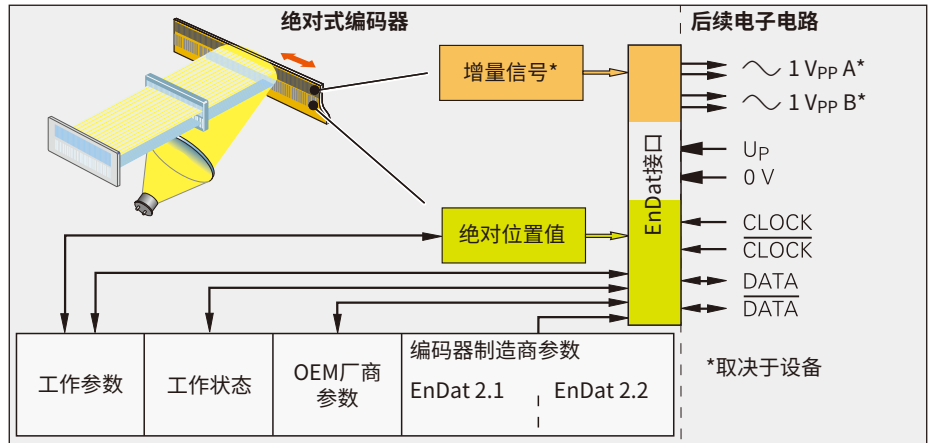 绝对式编码器
后续电子电路
增量信号*
1 VPP A*
1 VPP B*
EnDat接口
UP
0 V
绝对位置值
CLOCK
CLOCK
DATA
DATA
工作参数
工作状态
OEM厂商
参数
编码器制造商参数
EnDat 2.1
EnDat 2.2
*取决于设备